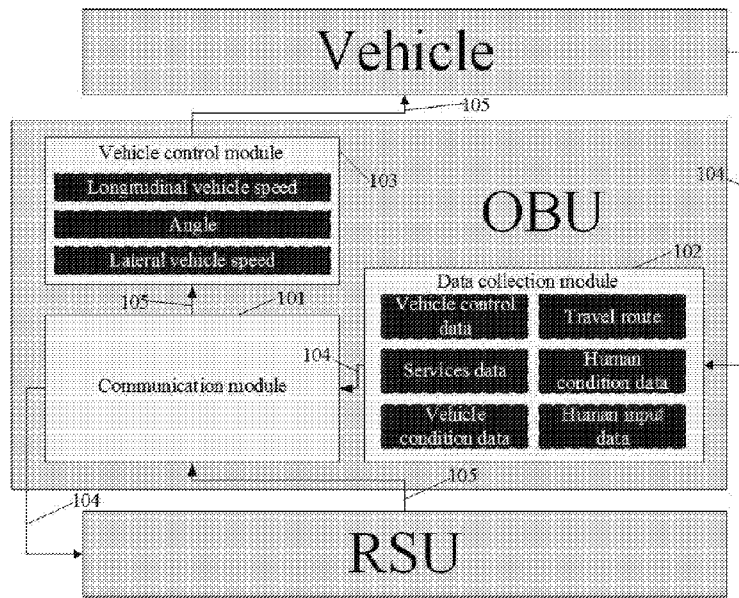 Vehicle
105
Vehicle control module
103
Longitudinal vehicle speed
Angle
Lateral vehicle speed
OBU
104
102
Data collection module
Vehicle control
data
Travel route
Services data
Human
condition data
Vehicle
condition data
Human input
data
105
101
104
Communication module
104
105
RSU